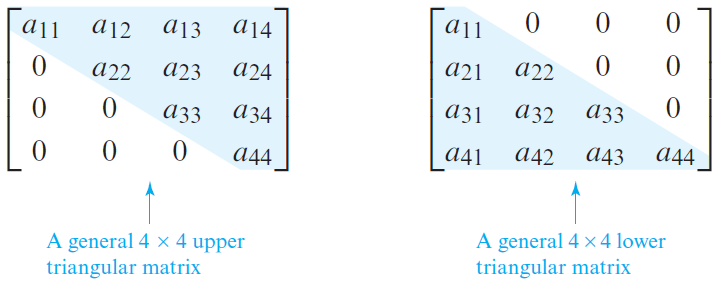 a11 a12 a13 a14
0 a22 a23 a24
0 0 a33 a34
0 0 0 a44
A general 4 × 4 upper
triangular matrix
a11 0 0 0
a21 a22 0 0
a31 a32 a33 0
a41 a42 a43 a44
A general 4 × 4 lower
triangular matrix